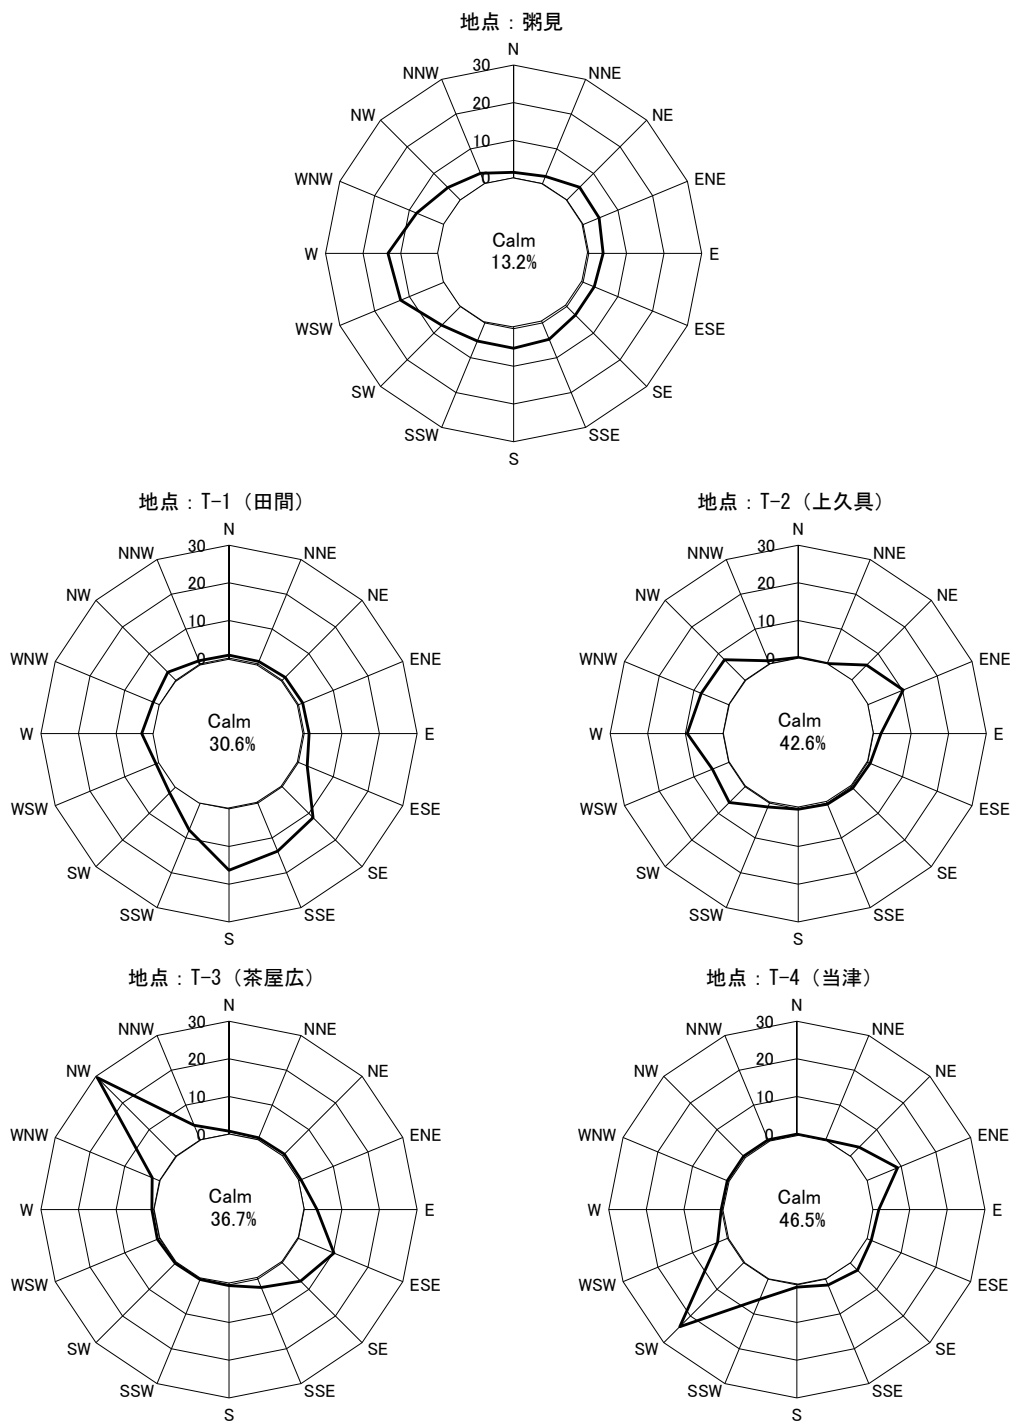 地点：粥見
N
30
NNW
NNE
20
NW
NE
10
WNW
ENE
0
Calm
13.2%
W
E
WSW
ESE
SW
SE
SSW
SSE
S
地点：T-1（田間）
N
30
NNW
NNE
20
NW
NE
10
WNW
ENE
0
Calm
30.6%
W
E
WSW
ESE
SW
SE
SSW
SSE
S
地点：T-2（上久具）
N
30
NNW
NNE
20
NW
NE
10
WNW
ENE
0
Calm
42.6%
W
E
WSW
ESE
SW
SE
SSW
SSE
S
地点：T-3（茶屋広）
N
30
NNW
NNE
20
NW
NE
10
WNW
ENE
0
Calm
36.7%
W
E
WSW
ESE
SW
SE
SSW
SSE
S
地点：T-4（当津）
N
30
NNW
NNE
20
NW
NE
10
WNW
ENE
0
Calm
46.5%
W
E
WSW
ESE
SW
SE
SSW
SSE
S